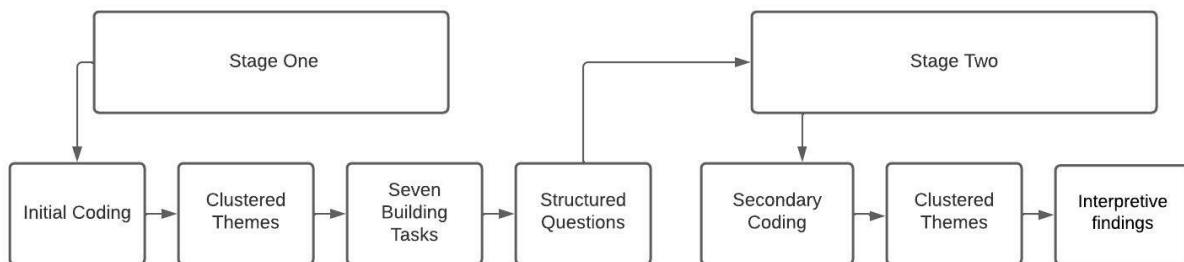 Stage One
Stage Two
Initial Coding
Clustered
Themes
Seven
Building
Tasks
Structured
Questions
Secondary
Coding
Clustered
Themes
Interpretive
findings